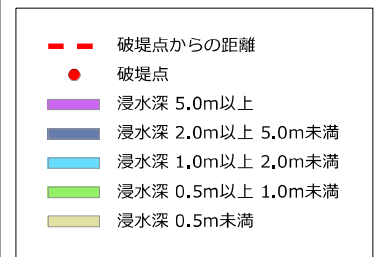 破堤点からの距離
破堤点
浸水深 5.0m以上
浸水深 2.0m以上 5.0m未満
浸水深 1.0m以上 2.0m未満
浸水深 0.5m以上 1.0m未満
浸水深 0.5m未満